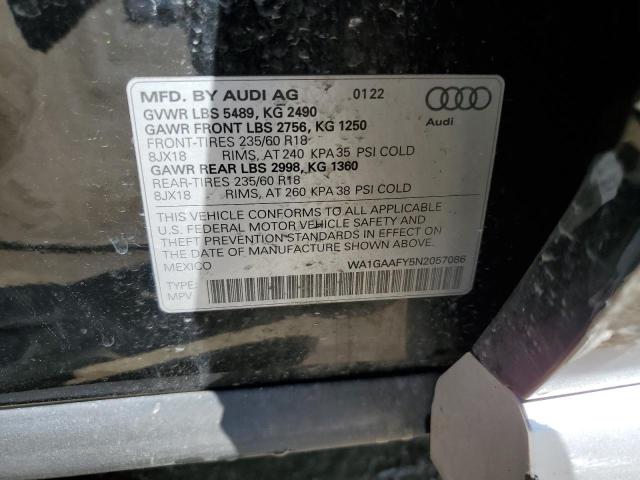 MFD. BY AUDI AG 0122
GVWR LBS 5489, KG 2490
GAWR FRONT LBS 2756, KG 1250
FRONT-TIRES 235/60 R18
8JX18 RIMS, AT 240 KPA 35 PSI COLD
GAWR REAR LBS 2998, KG 1360
REAR-TIRES 235/60 R18
8JX18 RIMS, AT 260 KPA 38 PSI COLD
Audi
THIS VEHICLE CONFORMS TO ALL APPLICABLE
U.S. FEDERAL MOTOR VEHICLE SAFETY AND
THEFT PREVENTION STANDARDS IN EFFECT ON
THE DATE OF MANUFACTURE SHOWN ABOVE.
MEXICO WA1GAAFY5N2057086
TYPE:
MPV